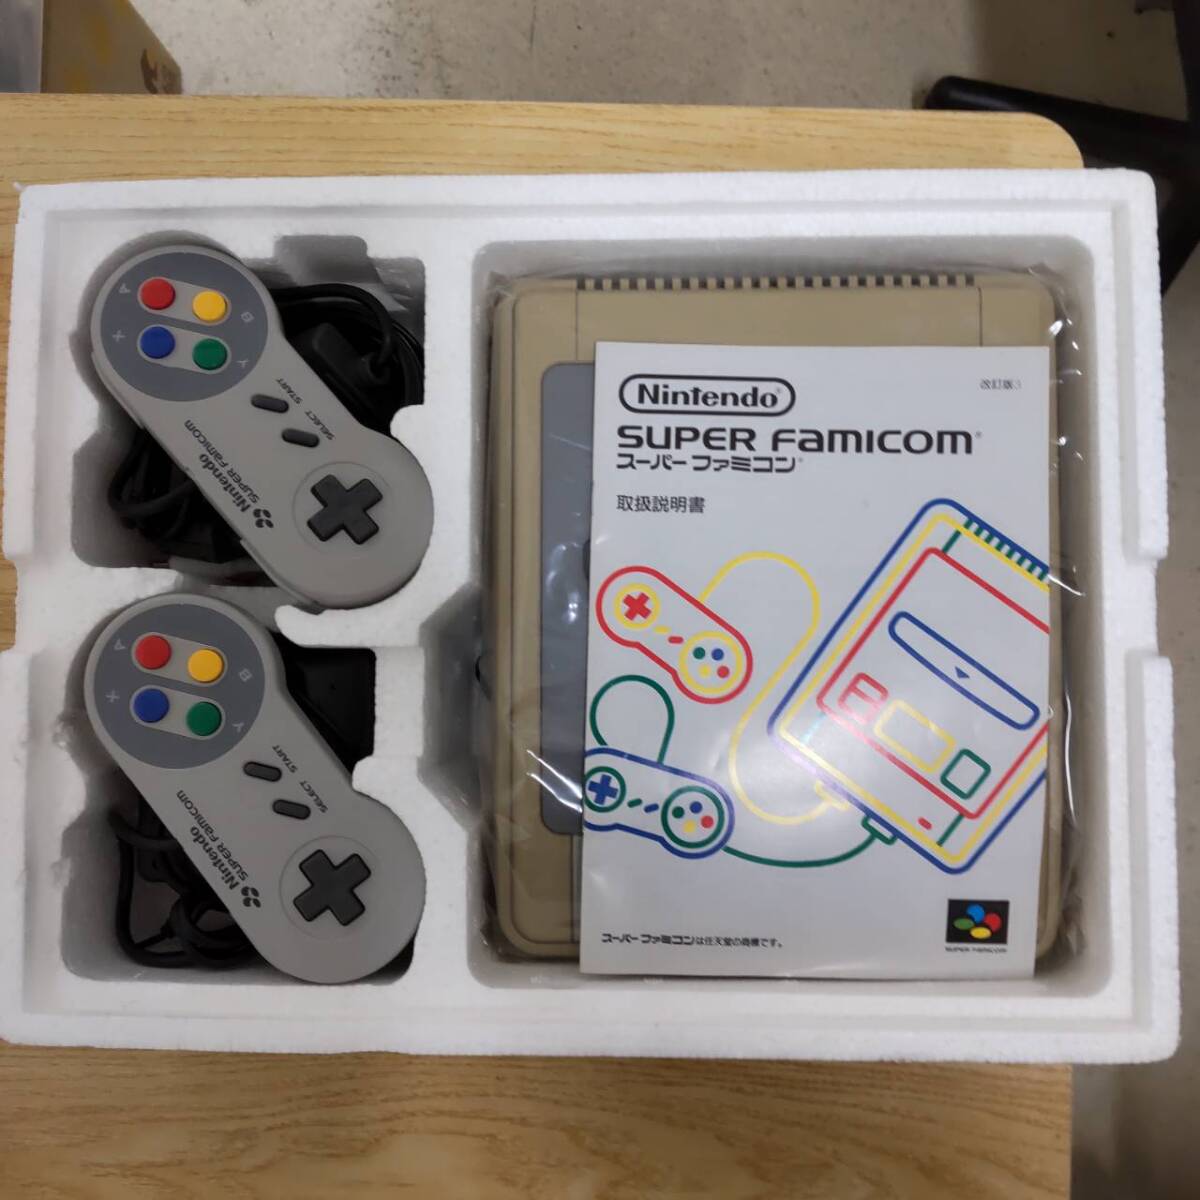 Nintendo®
改訂版3
SUPER FAMICOM®
スーパーファミコン®
取扱説明書
スーパーファミコンは任天堂の商標です。
SUPER FAMICOM
A
B
X
Y
START
SELECT
Nintendo
SUPER FAMICOM
A
B
X
Y
START
SELECT
Nintendo
SUPER FAMICOM